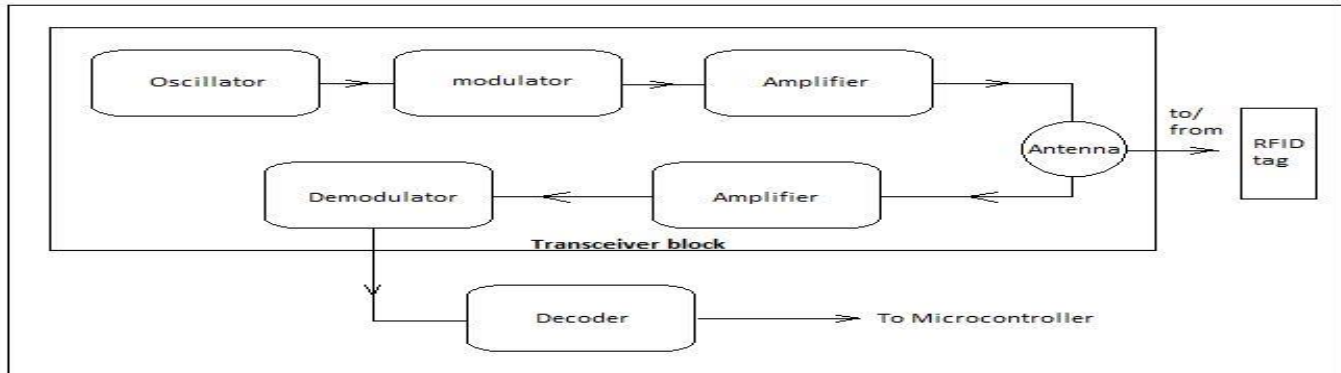 Oscillator
modulator
Amplifier
to/
from
Antenna
RFID
tag
Demodulator
Amplifier
Transceiver block
Decoder
To Microcontroller